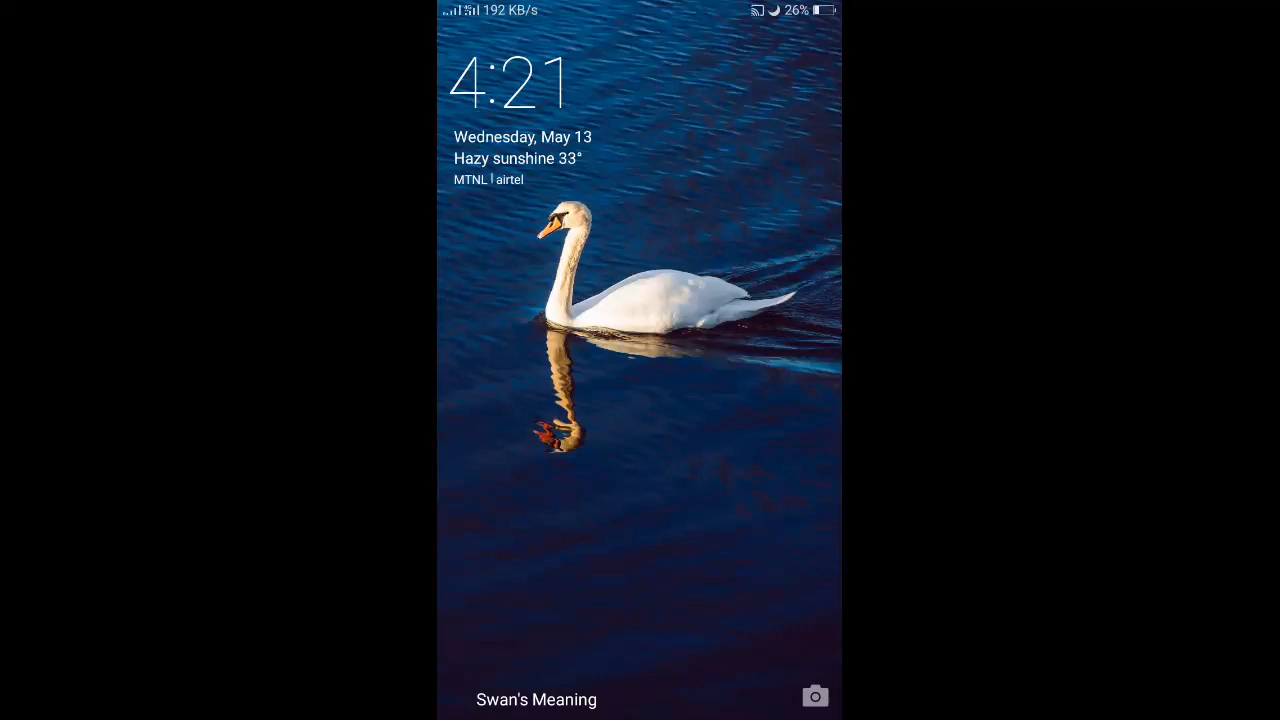 192 KB/s 26%
4:21
Wednesday, May 13
Hazy sunshine 33°
MTNL | airtel
Swan's Meaning